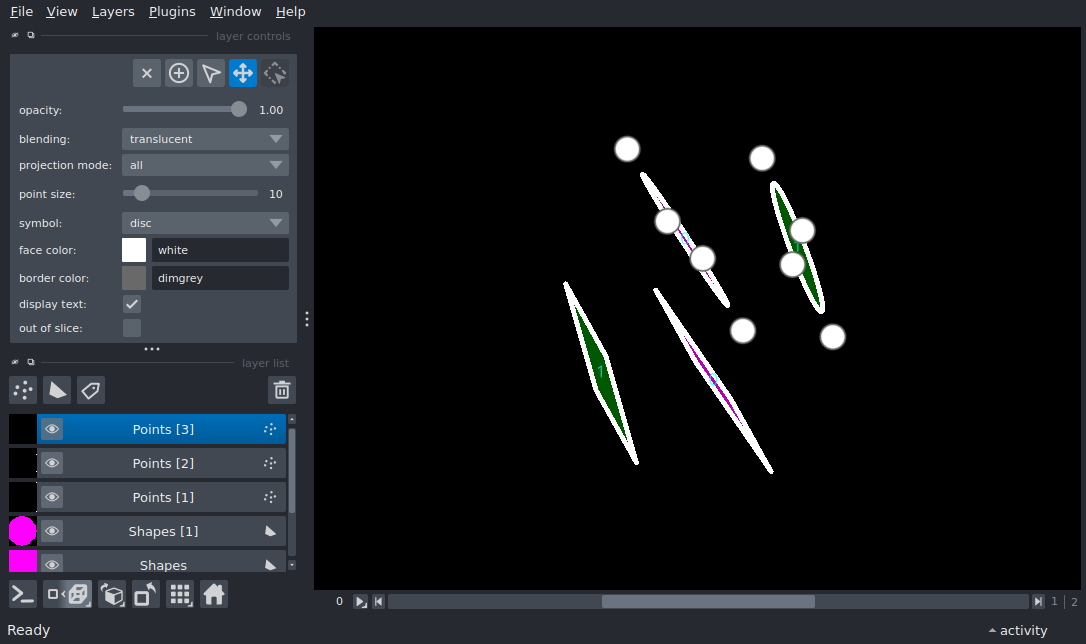 File View Layers Plugins Window Help
layer controls
opacity: 1.00
blending: translucent
projection mode: all
point size: 10
symbol: disc
face color: white
border color: dimgrey
display text:
out of slice:
layer list
Points [3]
Points [2]
Points [1]
Shapes [1]
Shapes
1
0 1 2
Ready activity